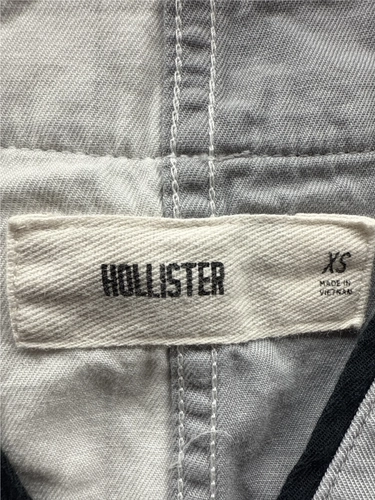 HOLLISTER
XS
MADE IN
VIETNAM